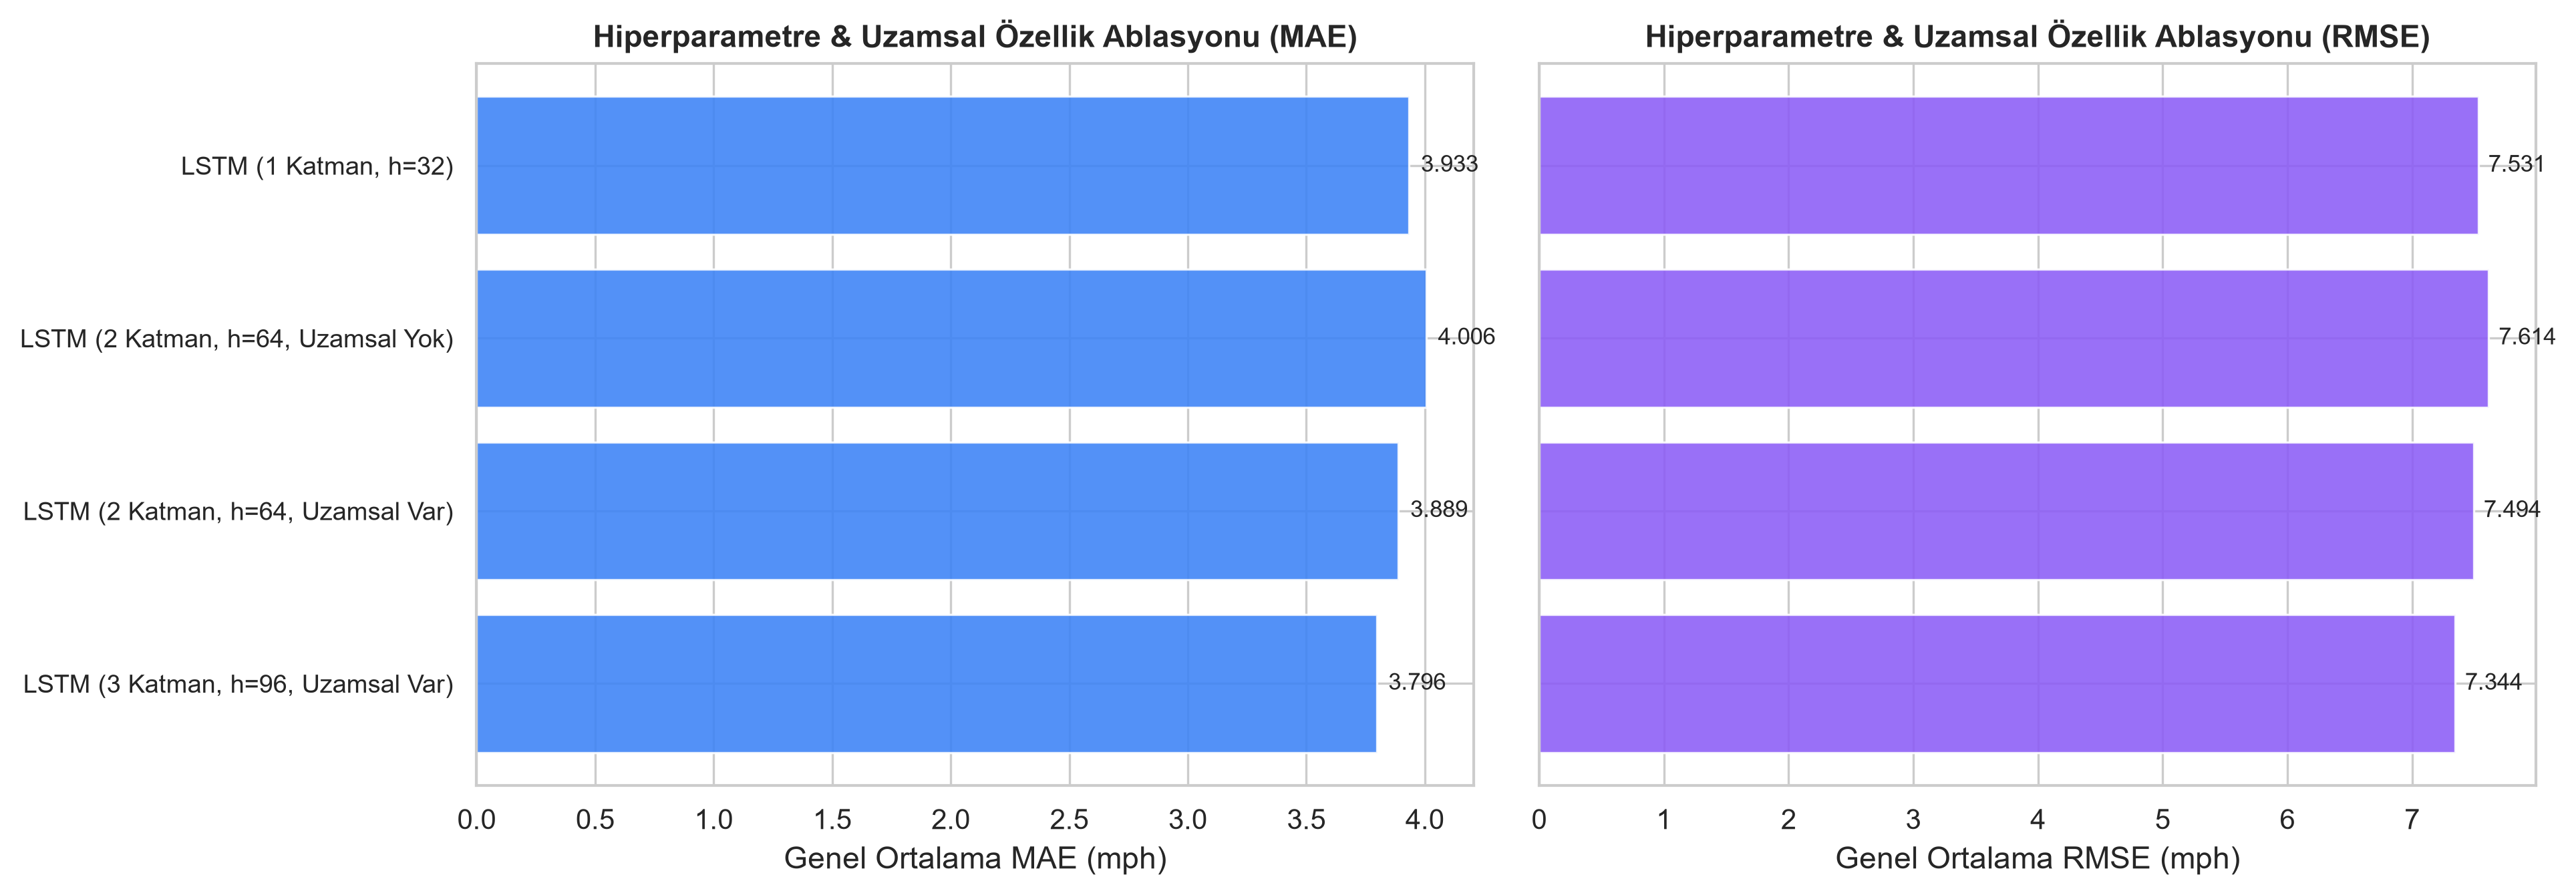 Hiperparametre & Uzamsal Özellik Ablasyonu (MAE)
LSTM (1 Katman, h=32)
3.933
LSTM (2 Katman, h=64, Uzamsal Yok)
4.006
LSTM (2 Katman, h=64, Uzamsal Var)
3.889
LSTM (3 Katman, h=96, Uzamsal Var)
3.796
0.0 0.5 1.0 1.5 2.0 2.5 3.0 3.5 4.0
Genel Ortalama MAE (mph)
Hiperparametre & Uzamsal Özellik Ablasyonu (RMSE)
7.531
7.614
7.494
7.344
0 1 2 3 4 5 6 7
Genel Ortalama RMSE (mph)